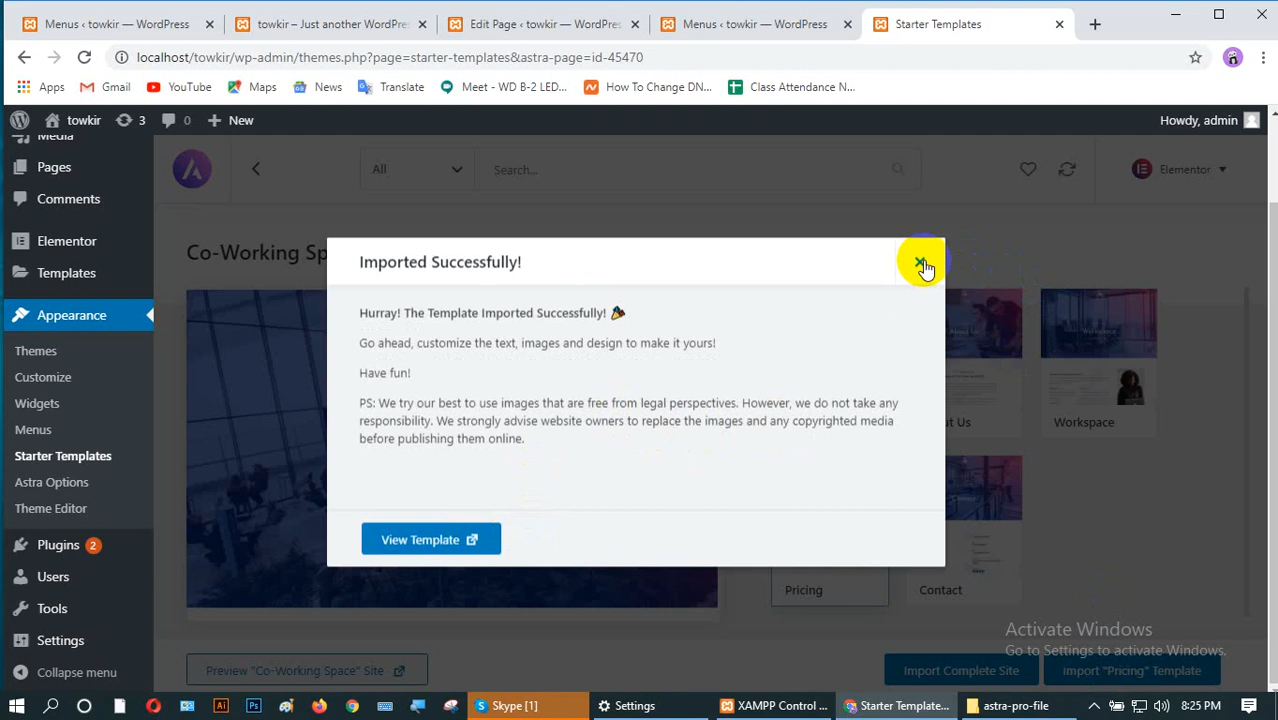 Menus ‹ towkir — WordPress
towkir – Just another WordPres
Edit Page ‹ towkir — WordPress
Menus ‹ towkir — WordPress
Starter Templates
localhost/towkir/wp-admin/themes.php?page=starter-templates&astra-page=id-45470
Apps
Gmail
YouTube
Maps
News
Translate
Meet - WD B-2 LED...
How To Change DN...
Class Attendance N...
towkir
3
0
New
Howdy, admin
Media
Pages
Comments
Elementor
Templates
Appearance
Themes
Customize
Widgets
Menus
Starter Templates
Astra Options
Theme Editor
Plugins 2
Users
Tools
Settings
Collapse menu
All
Search...
Elementor
Co-Working Sp
Imported Successfully!
Hurray! The Template Imported Successfully!
Go ahead, customize the text, images and design to make it yours!
Have fun!
PS: We try our best to use images that are free from legal perspectives. However, we do not take any
responsibility. We strongly advise website owners to replace the images and any copyrighted media
before publishing them online.
View Template
Workspace
ut Us
Workspace
Pricing
Contact
Preview "Co-Working Space" Site
Import Complete Site
Import "Pricing" Template
Activate Windows
Go to Settings to activate Windows.
Skype [1]
Settings
XAMPP Control ...
Starter Template...
astra-pro-file
8:25 PM